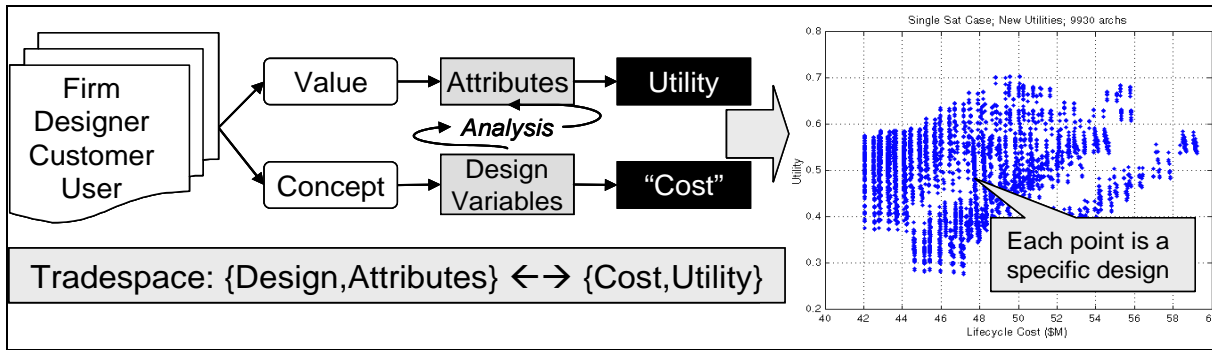 Firm
Designer
Customer
User
Value
Attributes
Utility
Analysis
Concept
Design
Variables
“Cost”
Tradespace: {Design,Attributes} ←→ {Cost,Utility}
Single Sat Case; New Utilities; 9930 archs
0.8
0.7
0.6
0.5
0.4
0.3
0.2
Utility
Each point is a
specific design
40 42 44 46 48 50 52 54 56 58 6
Lifecycle Cost ($M)